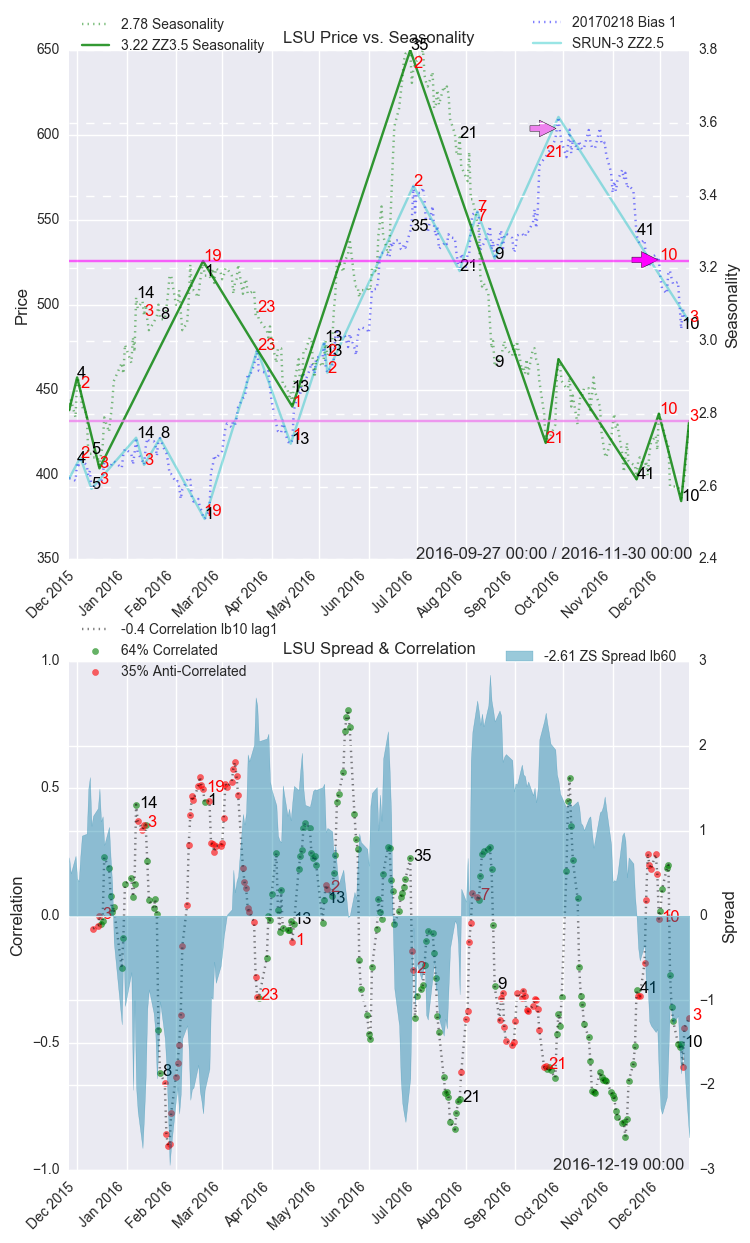 2.78 Seasonality
3.22 ZZ3.5 Seasonality
LSU Price vs. Seasonality
20170218 Bias 1
SRUN-3 ZZ2.5
650
600
550
500
450
400
350
Price
3.8
3.6
3.4
3.2
3.0
2.8
2.6
2.4
Seasonality
35
2
21
2
7
7
35
21
9
21
41
10
3
10
19
1
14
3
8
23
23
4
2
5
3
2
4
3
5
14
3
8
19
1
13
2
13
2
13
1
2
13
9
21
10
3
41
10
2016-09-27 00:00 / 2016-11-30 00:00
Dec 2015
Jan 2016
Feb 2016
Mar 2016
Apr 2016
May 2016
Jun 2016
Jul 2016
Aug 2016
Sep 2016
Oct 2016
Nov 2016
Dec 2016
-0.4 Correlation lb10 lag1
64% Correlated
35% Anti-Correlated
LSU Spread & Correlation
-2.61 ZS Spread lb60
1.0
0.5
0.0
−0.5
−1.0
Correlation
3
2
1
0
−1
−2
−3
Spread
14
3
19
1
3
8
23
13
1
2
13
35
2
7
21
9
21
41
10
3
10
2016-12-19 00:00
Dec 2015
Jan 2016
Feb 2016
Mar 2016
Apr 2016
May 2016
Jun 2016
Jul 2016
Aug 2016
Sep 2016
Oct 2016
Nov 2016
Dec 2016